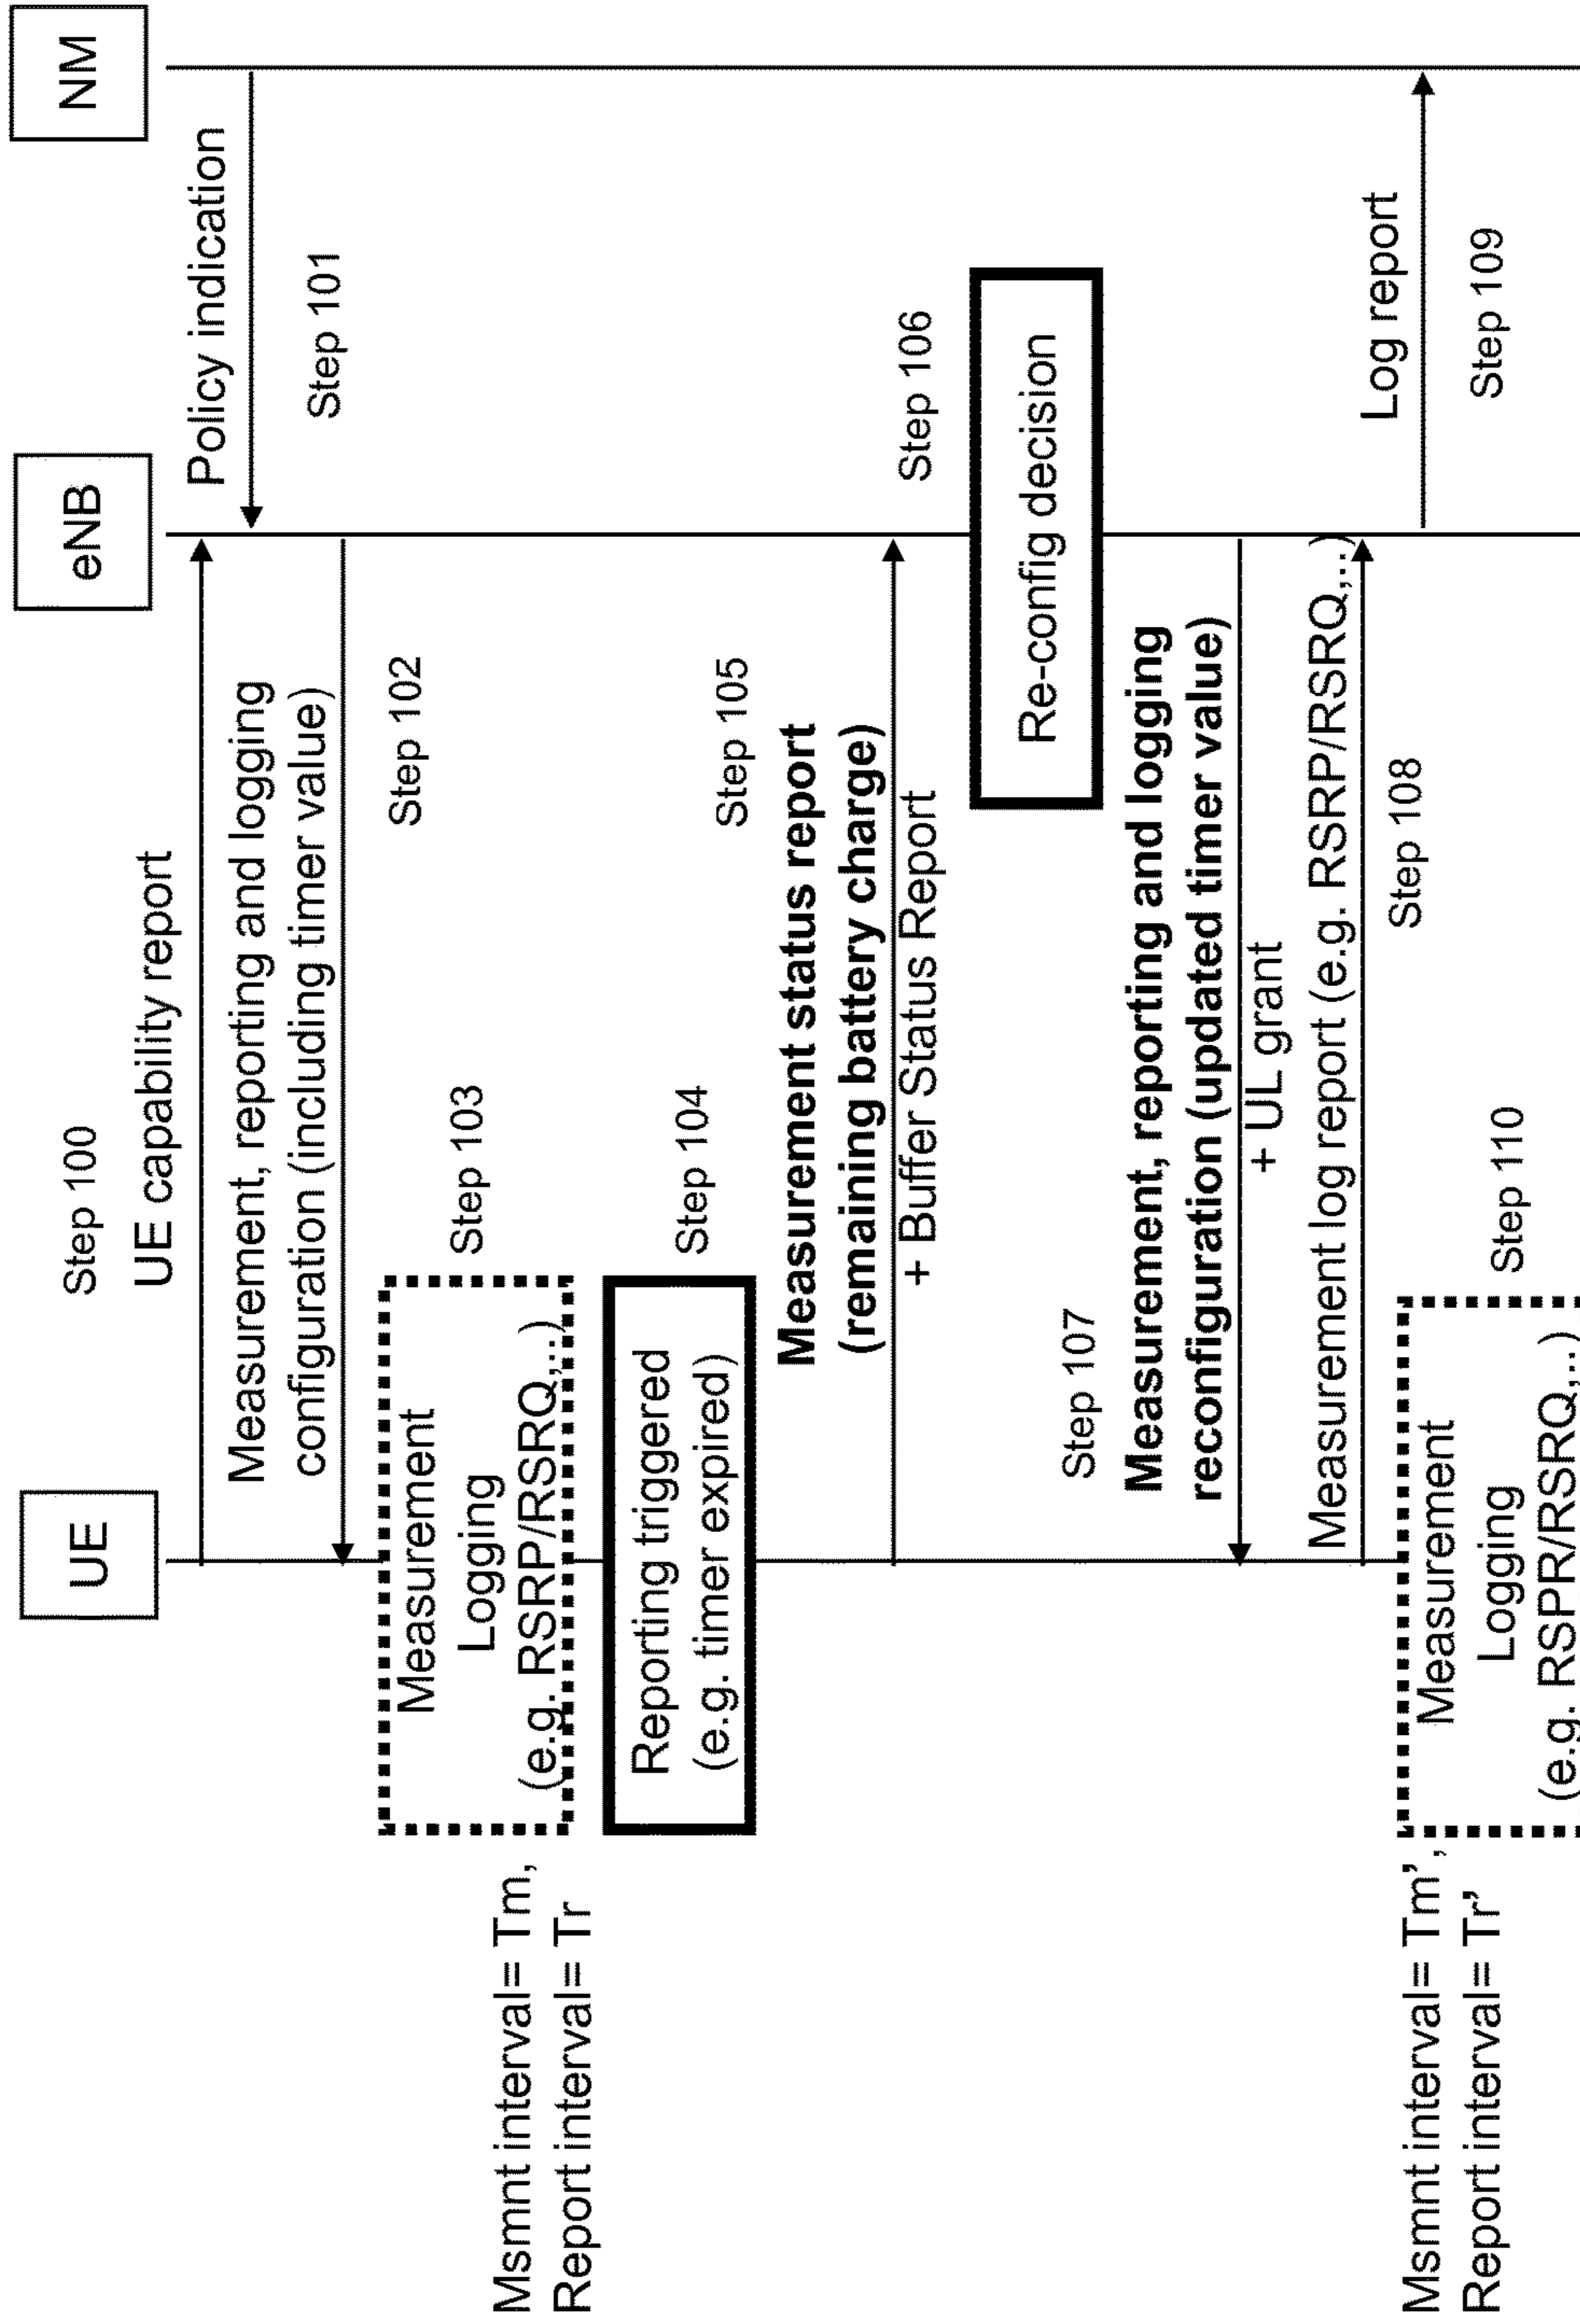 UE
eNB
NM
Step 100
UE capability report
Policy indication
Step 101
Measurement, reporting and logging
configuration (including timer value)
Step 102
Measurement
Logging
(e.g. RSRP/RSRQ,...)
Step 103
Msmnt interval= Tm,
Report interval= Tr
Reporting triggered
(e.g. timer expired)
Step 104
Step 105
Measurement status report
(remaining battery charge)
+ Buffer Status Report
Step 106
Re-config decision
Step 107
Measurement, reporting and logging
reconfiguration (updated timer value)
+ UL grant
Measurement log report (e.g. RSRP/RSRQ,..)
Step 108
Log report
Step 109
Measurement
Logging
(e.g. RSPR/RSRQ,..)
Step 110
Msmnt interval= Tm’,
Report interval= Tr’